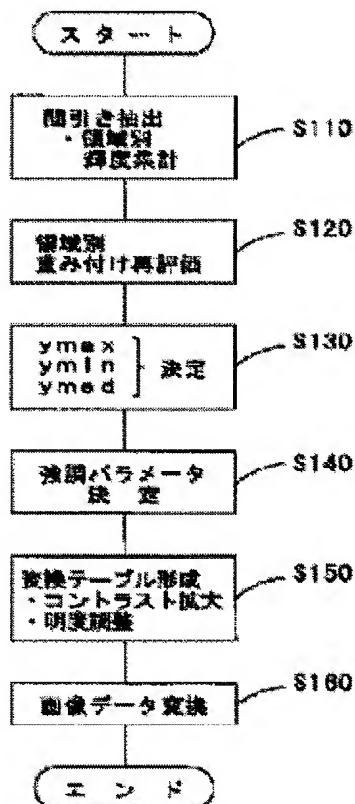 スタート
間引き抽出
・領域別
輝度集計
S110
領域別
重み付け再評価
S120
ymax
ymin
ymed
決定
S130
強調パラメータ
決定
S140
変換テーブル形成
・コントラスト拡大
・明度調整
S150
画像データ変換
S160
エンド